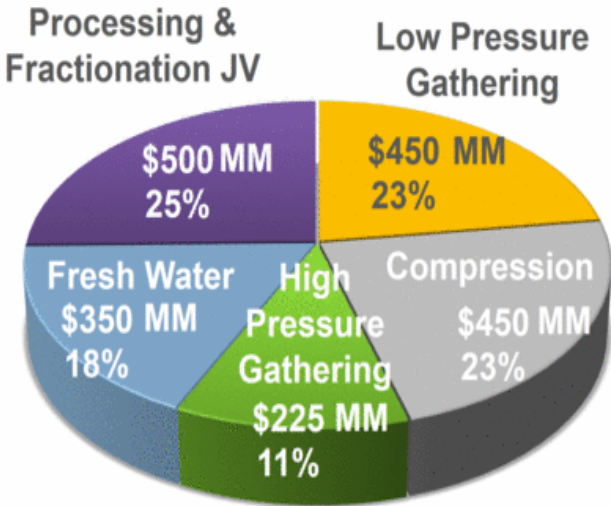 Processing &
Fractionation JV
Low Pressure
Gathering
$500 MM
25%
$450 MM
23%
Fresh Water
$350 MM
18%
High
Pressure
Gathering
$225 MM
11%
Compression
$450 MM
23%